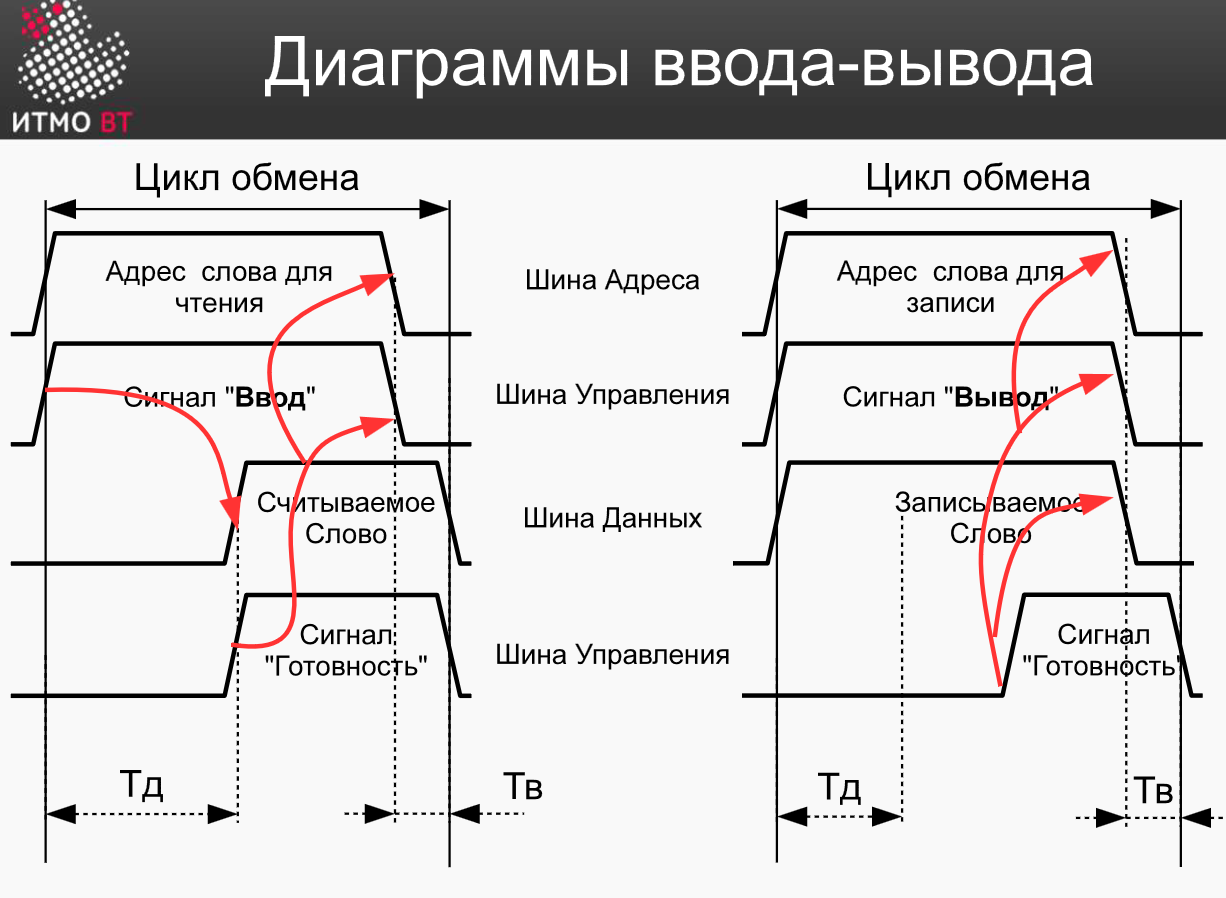 ИТМО ВТ
Диаграммы ввода-вывода
Цикл обмена
Адрес слова для
чтения
Сигнал "Ввод"
Считываемое
Слово
Сигнал
"Готовность"
Тд
Тв
Шина Адреса
Шина Управления
Шина Данных
Шина Управления
Цикл обмена
Адрес слова для
записи
Сигнал "Вывод"
Записываемое
Слово
Сигнал
"Готовность"
Тд
Тв